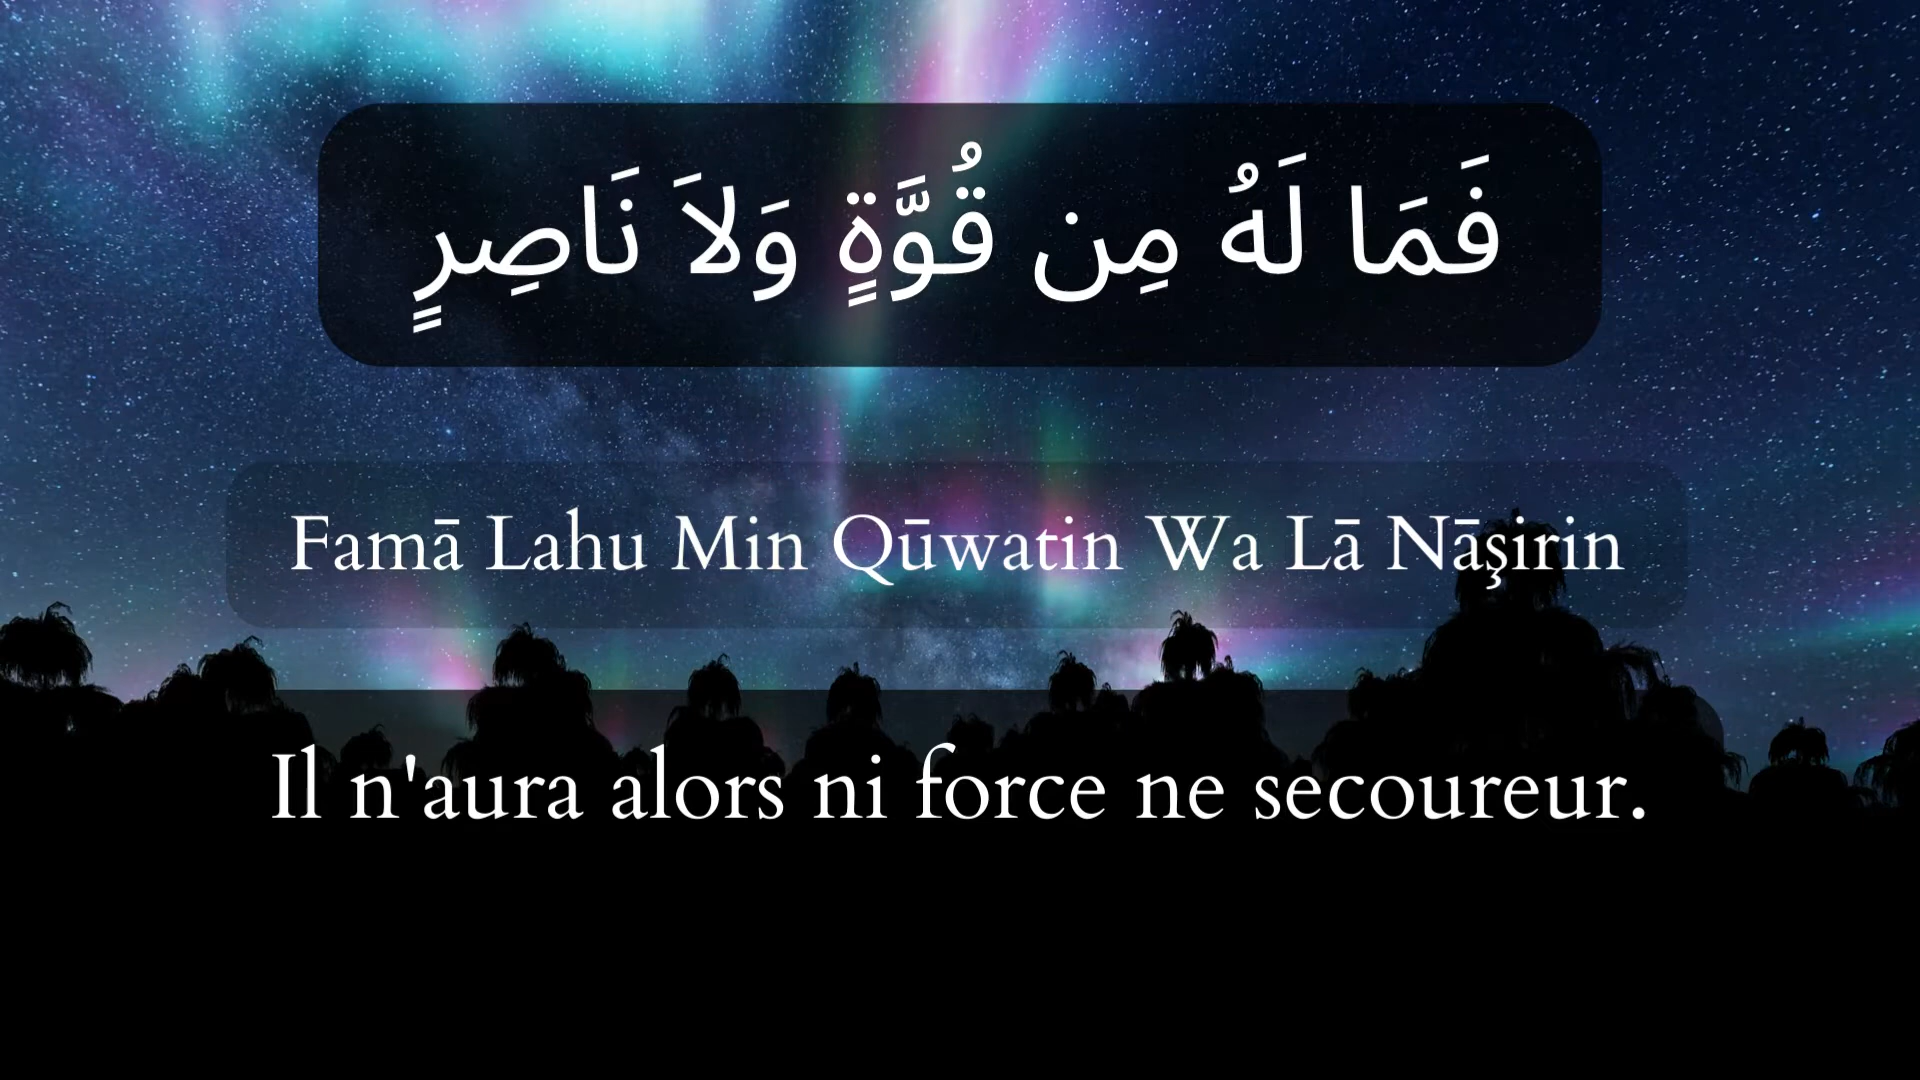 فَمَا لَهُ مِن قُوَّةٍ وَلاَ نَاصِرٍ
Famā Lahu Min Qūwatin Wa Lā Nāşirin
Il n'aura alors ni force ne secoureur.